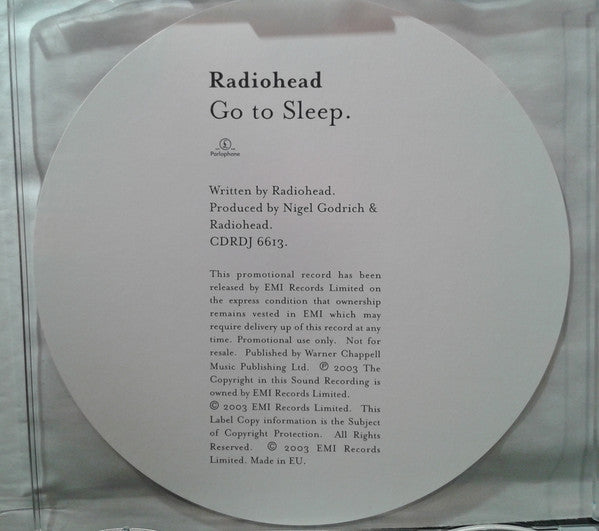 Radiohead
Go to Sleep.
Parlophone
Written by Radiohead.
Produced by Nigel Godrich &
Radiohead.
CDRDJ 6613.
This promotional record has been
released by EMI Records Limited on
the express condition that ownership
remains vested in EMI which may
require delivery up of this record at any
time. Promotional use only. Not for
resale. Published by Warner Chappell
Music Publishing Ltd. ℗ 2003 The
Copyright in this Sound Recording is
owned by EMI Records Limited.
© 2003 EMI Records Limited. This
Label Copy information is the Subject
of Copyright Protection. All Rights
Reserved. © 2003 EMI Records
Limited. Made in EU.